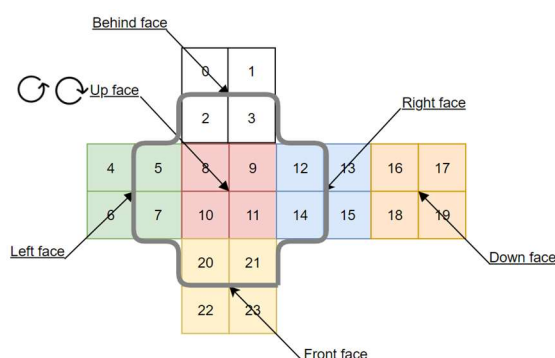 Behind face
0 1
Up face
2 3
Right face
4 5 8 9 12 13 16 17
6 7 10 11 14 15 18 19
Left face
20 21
Down face
22 23
Front face